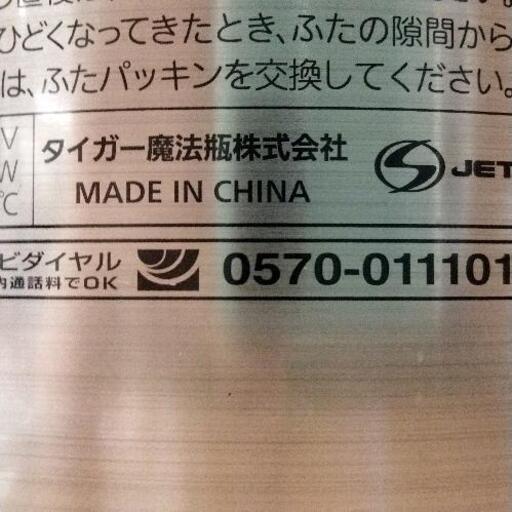 ひどくなってきたとき、ふたの隙間から
は、ふたパッキンを交換してください。
V
W
℃
タイガー魔法瓶株式会社
MADE IN CHINA
S JET
ビダイヤル
内通話料でOK
0570-011101